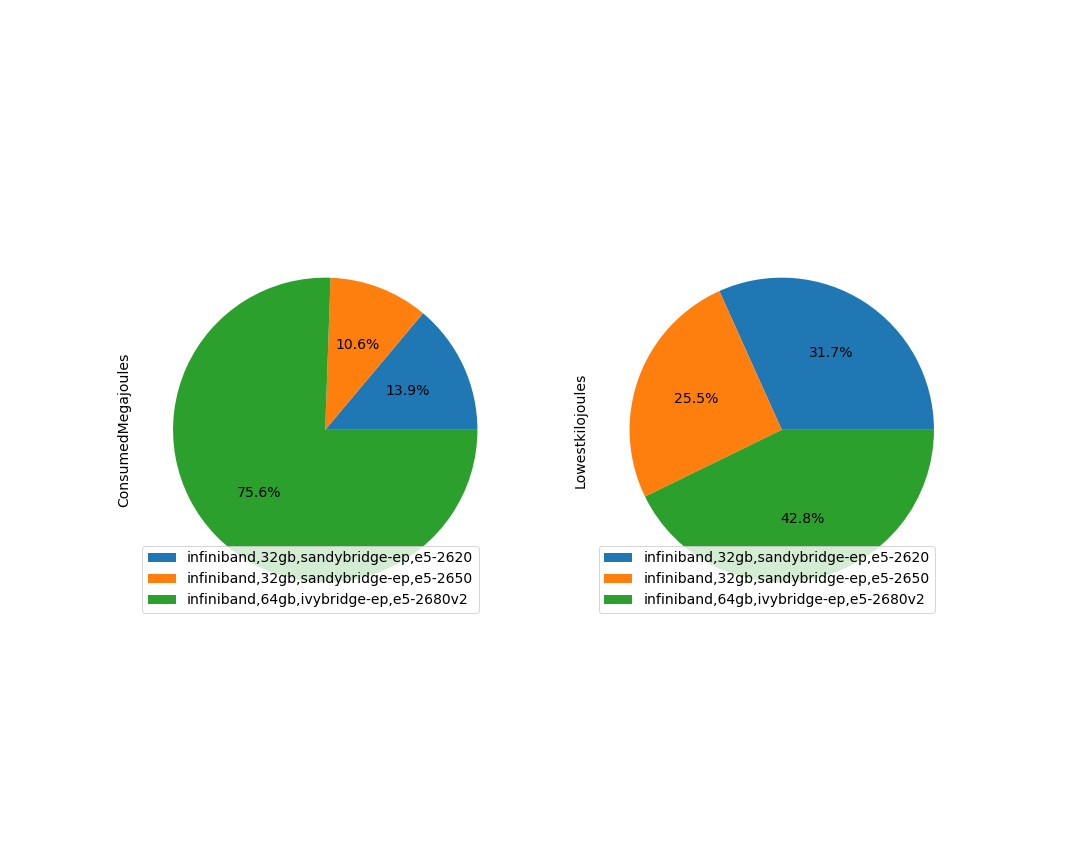 ConsumedMegajoules
10.6%
13.9%
75.6%
infiniband,32gb,sandybridge-ep,e5-2620
infiniband,32gb,sandybridge-ep,e5-2650
infiniband,64gb,ivybridge-ep,e5-2680v2
Lowestkilojoules
31.7%
25.5%
42.8%
infiniband,32gb,sandybridge-ep,e5-2620
infiniband,32gb,sandybridge-ep,e5-2650
infiniband,64gb,ivybridge-ep,e5-2680v2